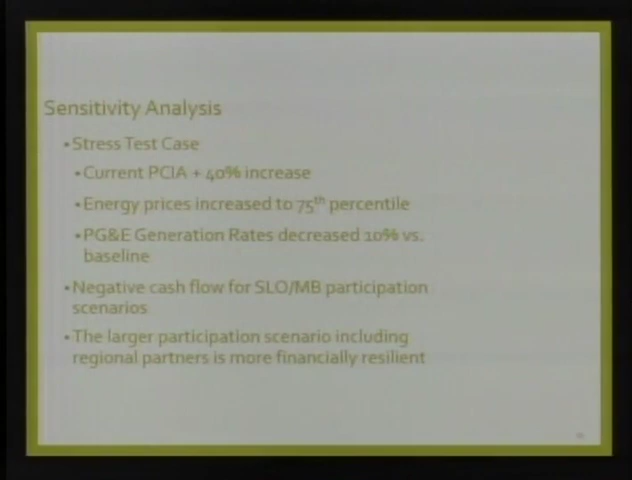 Sensitivity Analysis
•Stress Test Case
•Current PCIA + 40% increase
•Energy prices increased to 75th percentile
•PG&E Generation Rates decreased 10% vs.
baseline
•Negative cash flow for SLO/MB participation
scenarios
•The larger participation scenario including
regional partners is more financially resilient